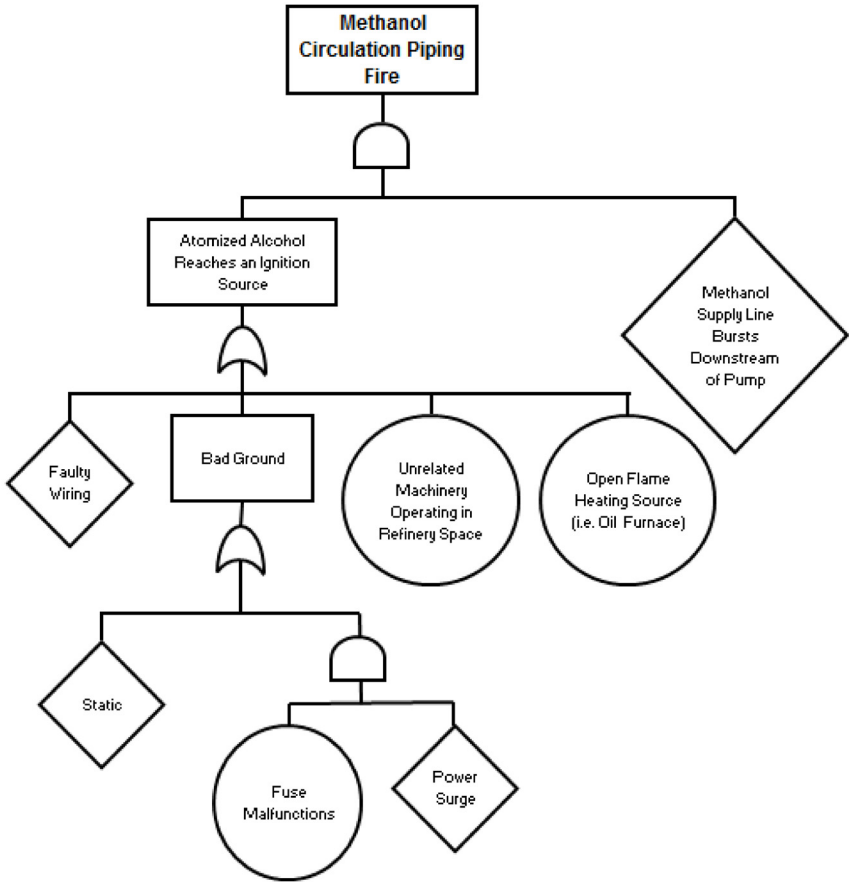 Methanol
Circulation Piping
Fire
Atomized Alcohol
Reaches an Ignition
Source
Methanol
Supply Line
Bursts
Downstream
of Pump
Faulty
Wiring
Bad Ground
Unrelated
Machinery
Operating in
Refinery Space
Open Flame
Heating Source
(i.e. Oil Furnace)
Static
Fuse
Malfunctions
Power
Surge